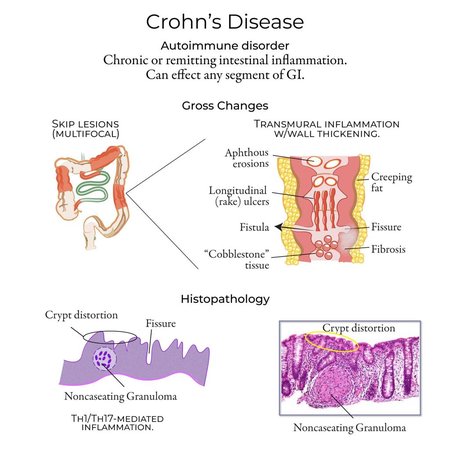 Crohn's Disease
Autoimmune disorder
Chronic or remitting intestinal inflammation.
Can effect any segment of GI.
Gross Changes
Skip lesions
(multifocal)
Transmural inflammation
w/wall thickening.
Aphthous
erosions
Creeping
fat
Longitudinal
(rake) ulcers
Fistula
Fissure
"Cobblestone"
tissue
Fibrosis
Histopathology
Crypt distortion
Fissure
Noncaseating Granuloma
Th1/Th17-mediated
inflammation.
Crypt distortion
Noncaseating Granuloma